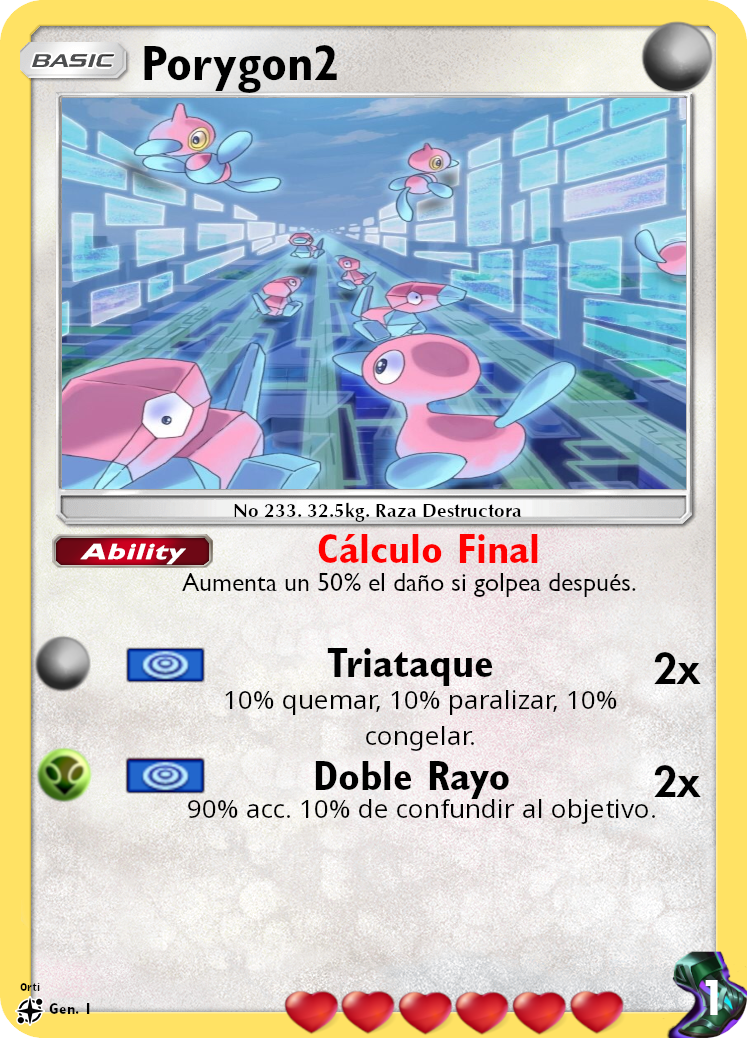 BASIC Porygon2
No 233. 32.5kg. Raza Destructora
Ability Cálculo Final
Aumenta un 50% el daño si golpea después.
Triataque 2x
10% quemar, 10% paralizar, 10%
congelar.
Doble Rayo 2x
90% acc. 10% de confundir al objetivo.
Orti
Gen. I
1